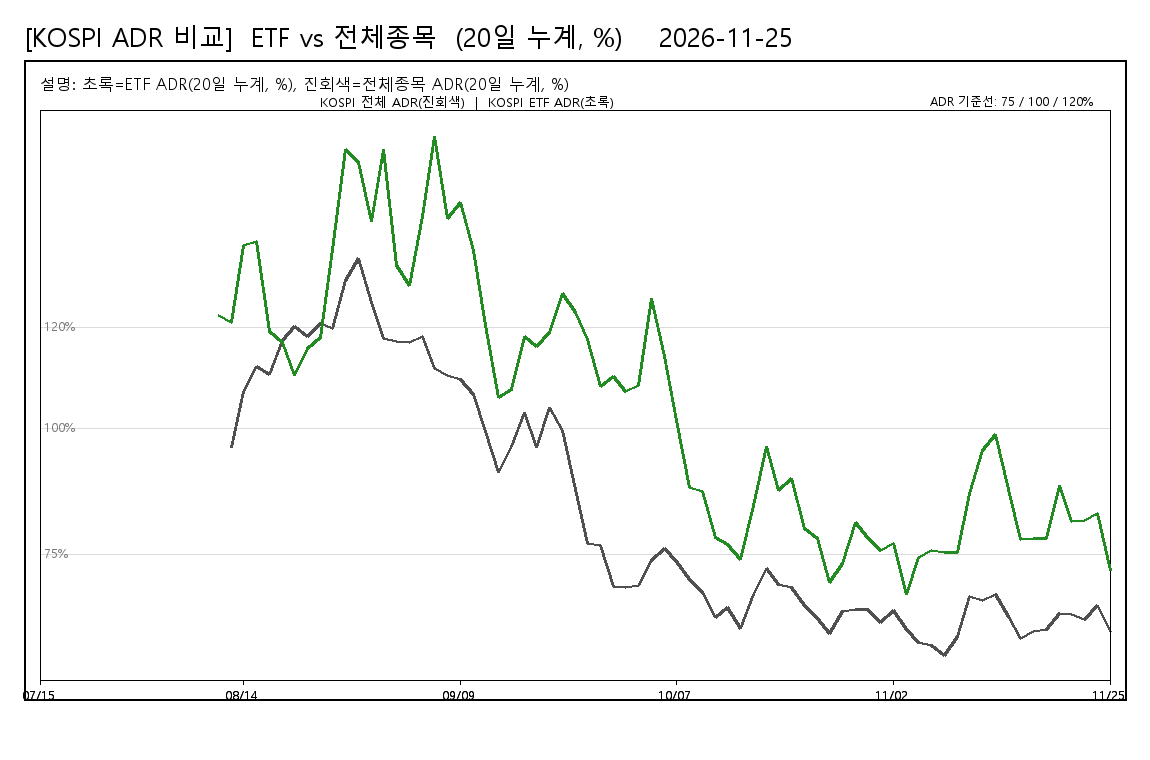 [KOSPI ADR 비교] ETF vs 전체종목 (20일 누계, %) 2026-11-25
설명: 초록=ETF ADR(20일 누계, %), 진회색=전체종목 ADR(20일 누계, %)
KOSPI 전체 ADR(진회색) | KOSPI ETF ADR(초록) ADR 기준선: 75 / 100 / 120%
120%
100%
75%
07/15 08/14 09/09 10/07 11/02 11/25